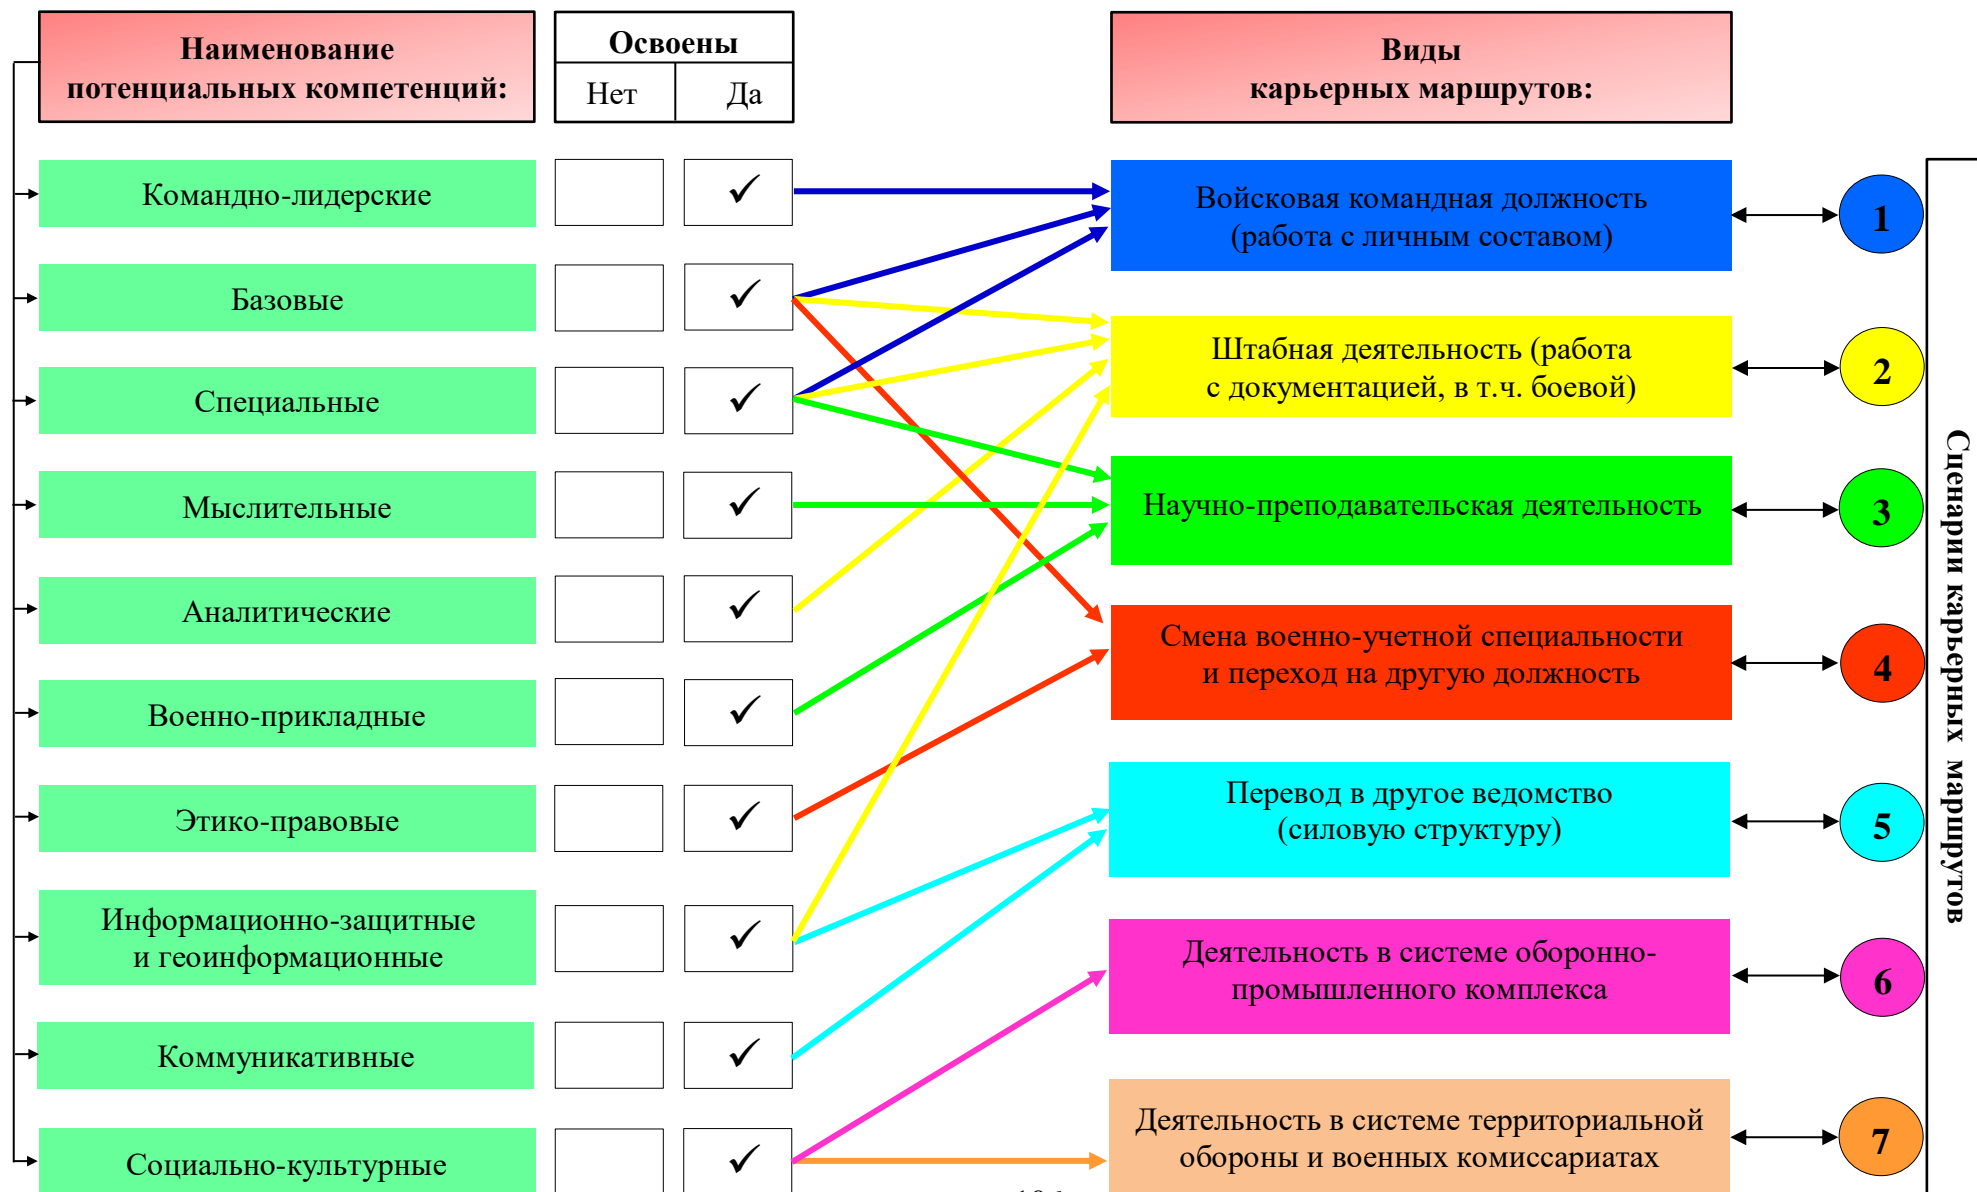 Наименование
потенциальных компетенций:
Освоены
Нет
Да
Виды
карьерных маршрутов:
Командно-лидерские
✓
Базовые
✓
Специальные
✓
Мыслительные
✓
Аналитические
✓
Военно-прикладные
✓
Этико-правовые
✓
Информационно-защитные
и геоинформационные
✓
Коммуникативные
✓
Социально-культурные
✓
Войсковая командная должность
(работа с личным составом)
1
Штабная деятельность (работа
с документацией, в т.ч. боевой)
2
Научно-преподавательская деятельность
3
Смена военно-учетной специальности
и переход на другую должность
4
Перевод в другое ведомство
(силовую структуру)
5
Деятельность в системе оборонно-
промышленного комплекса
6
Деятельность в системе территориальной
обороны и военных комиссариатах
7
Сценарии карьерных маршрутов